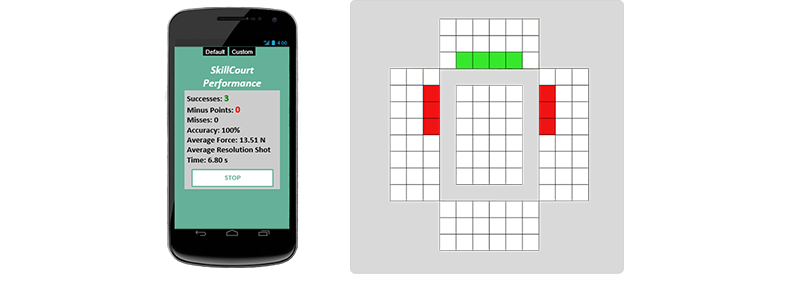 4:00
Default Custom
SkillCourt
Performance
Successes: 3
Minus Points: 0
Misses: 0
Accuracy: 100%
Average Force: 13.51 N
Average Resolution Shot
Time: 6.80 s
STOP